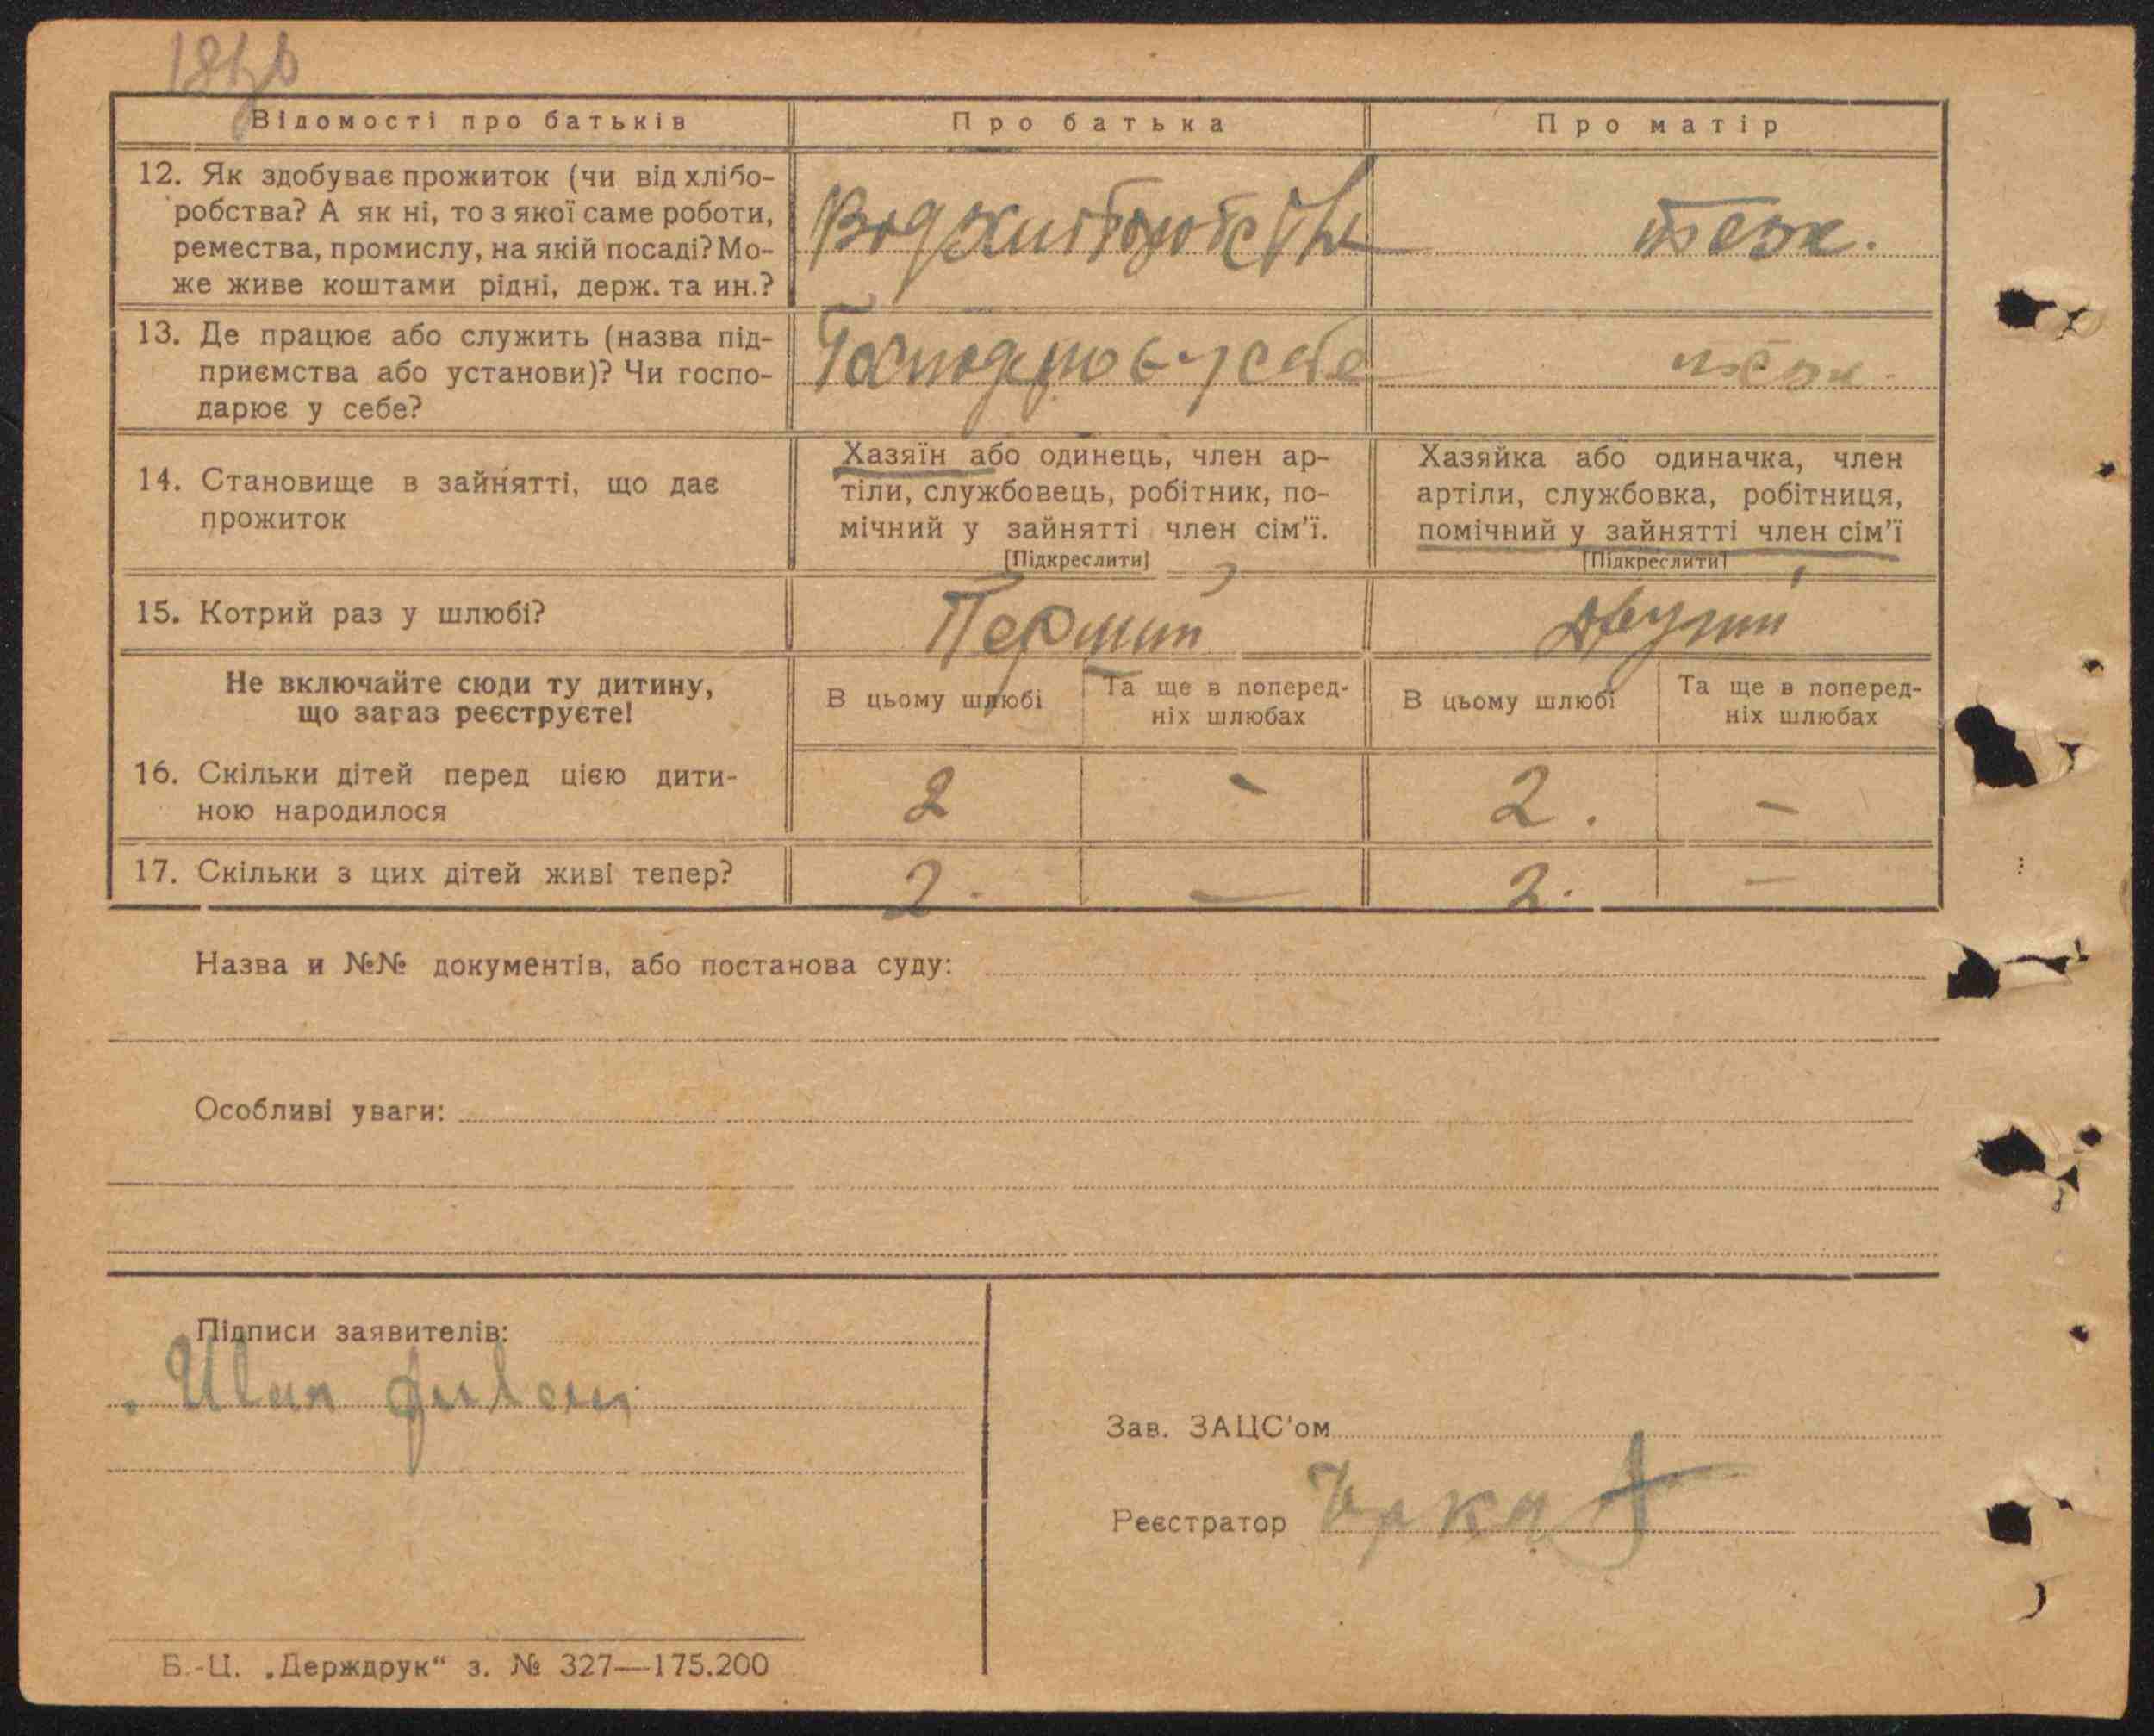 Відомості про батьків
Про батька
Про матір
12. Як здобуває прожиток (чи від хлібо-
робства? А як ні, то з якої саме роботи,
ремества, промислу, на якій посаді? Мо-
же живе коштами рідні, держ. та ин.?
теж.
13. Де працює або служить (назва під-
приємства або установи)? Чи госпо-
дарює у себе?
Господарює у себе
теж.
14. Становище в зайнятті, що дає
прожиток
Хазяїн або одинець, член ар-
тіли, службовець, робітник, по-
мічний у зайнятті член сім'ї.
[Підкреслити]
Хазяйка або одиначка, член
артіли, службовка, робітниця,
помічний у зайнятті член сім'ї
[Підкреслити]
15. Котрий раз у шлюбі?
Перший
Не включайте сюди ту дитину,
що зараз реєструєте!
В цьому шлюбі
Та ще в поперед-
ніх шлюбах
В цьому шлюбі
Та ще в поперед-
ніх шлюбах
16. Скільки дітей перед цією дити-
ною народилося
2
-
2.
-
17. Скільки з цих дітей живі тепер?
2.
-
2.
-
Назва и №№ документів, або постанова суду:
Особливі уваги:
Підписи заявителів:
Иван
Зав. ЗАЦС'ом
Реєстратор
Б.-Ц. „Держдрук“ з. № 327—175.200